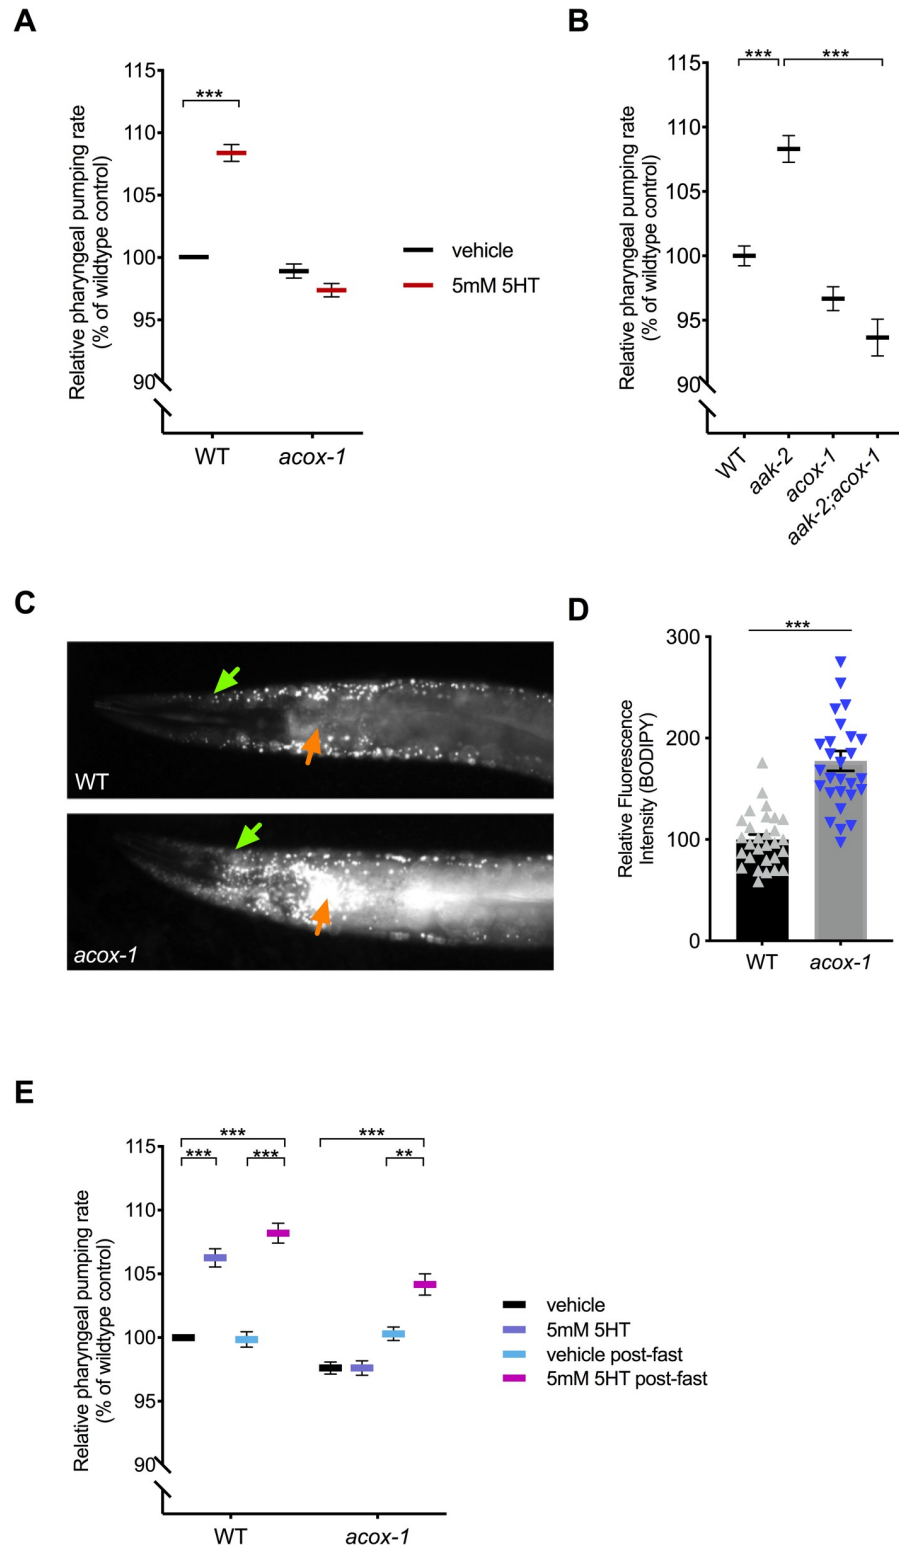 A
Relative pharyngeal pumping rate
(% of wildtype control)
115
110
105
100
95
90
***
WT
acox-1
vehicle
5mM 5HT
B
Relative pharyngeal pumping rate
(% of wildtype control)
115
110
105
100
95
90
***
***
WT
aak-2
acox-1
aak-2;acox-1
C
WT
acox-1
D
Relative Fluorescence
Intensity (BODIPY)
300
200
100
0
***
WT
acox-1
E
Relative pharyngeal pumping rate
(% of wildtype control)
115
110
105
100
95
90
***
***
***
***
**
WT
acox-1
vehicle
5mM 5HT
vehicle post-fast
5mM 5HT post-fast